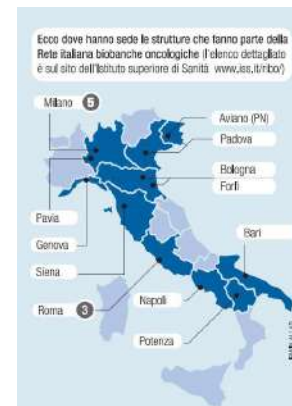 Ecco dove hanno sede le strutture che fanno parte della
Rete italiana biobanche oncologiche (l'elenco dettagliato
è sul sito dell'Istituto superiore di Sanità www.iss.it/ribo/)
Milano 5
Aviano (PN)
Padova
Bologna
Forlì
Pavia
Genova
Bari
Siena
Roma 3
Napoli
Potenza